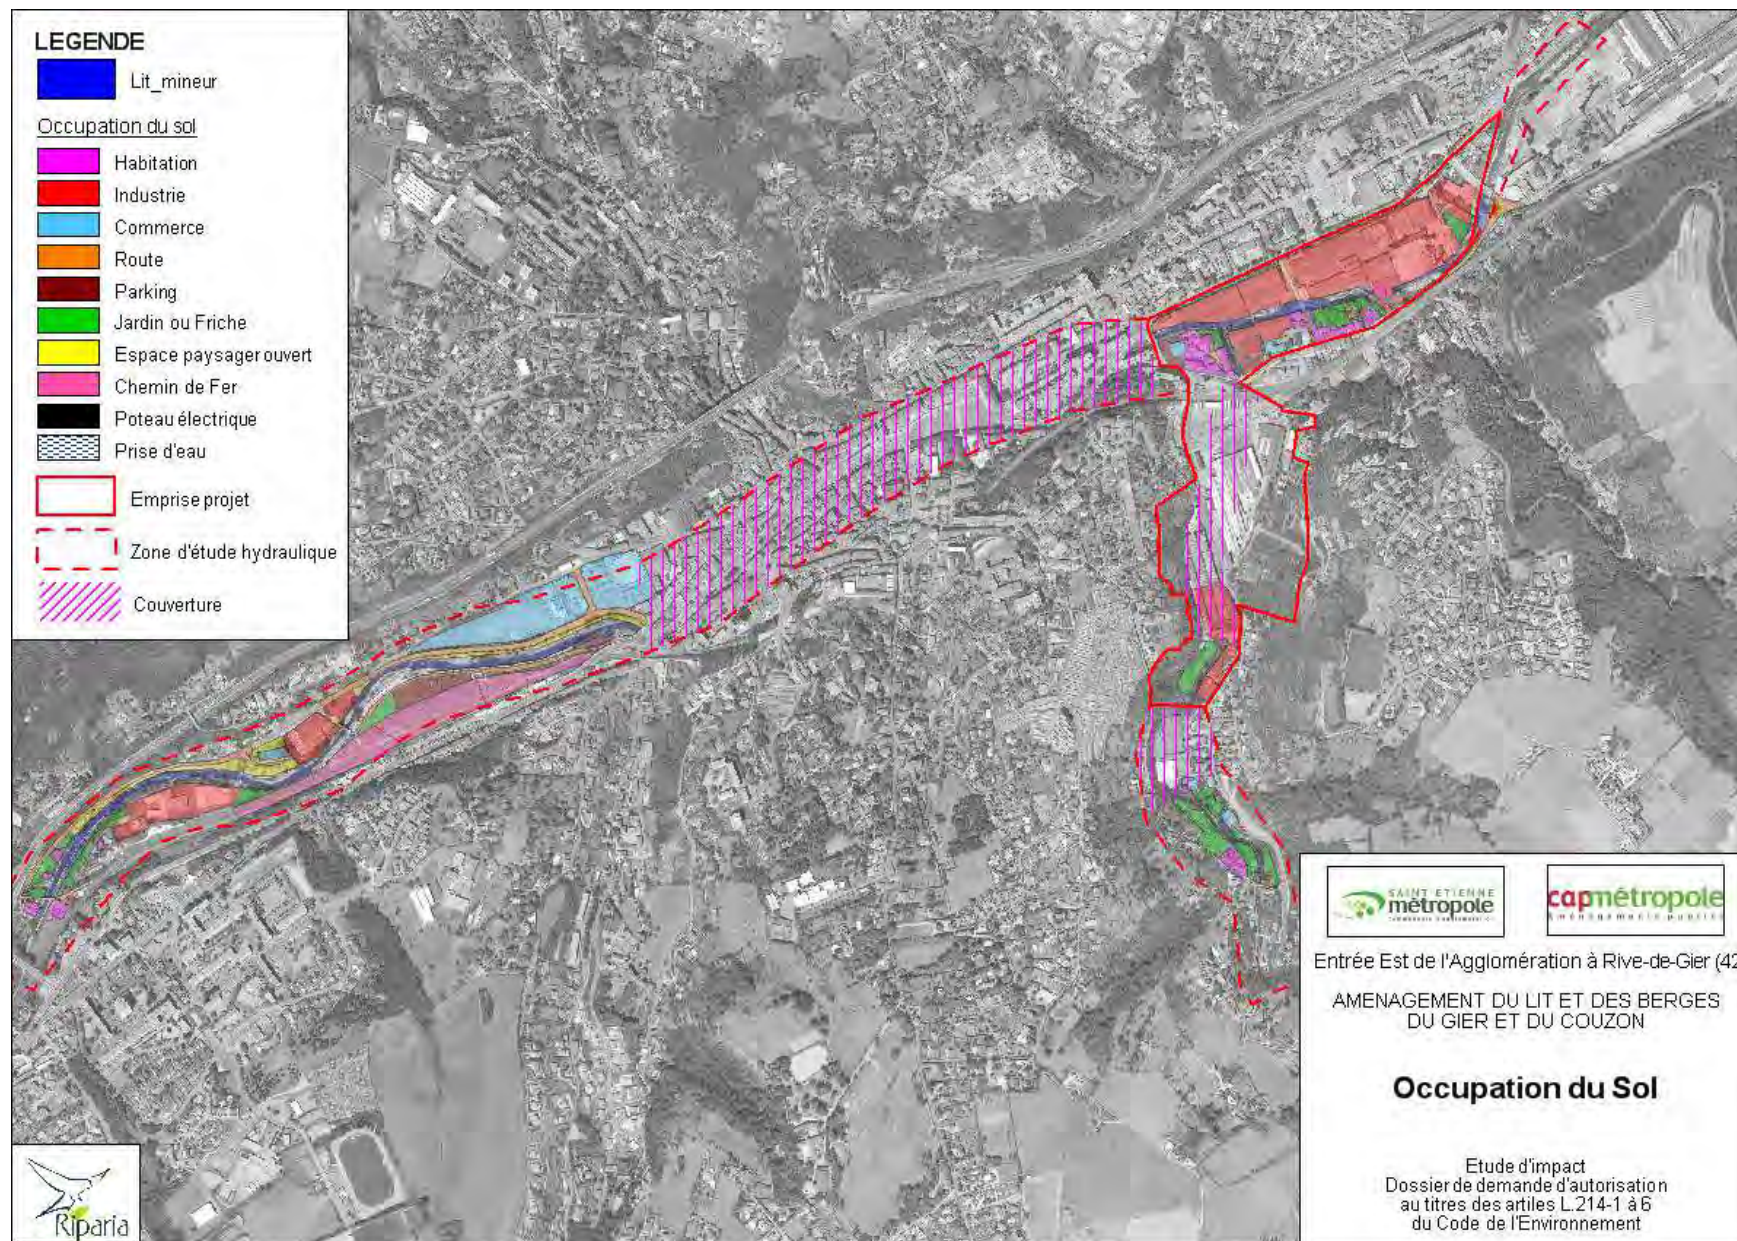 LEGENDE
Lit_mineur
Occupation du sol
Habitation
Industrie
Commerce
Route
Parking
Jardin ou Friche
Espace paysager ouvert
Chemin de Fer
Poteau électrique
Prise d'eau
Emprise projet
Zone d'étude hydraulique
Couverture
SAINT ETIENNE
métropole
capmétropole
Entrée Est de l'Agglomération à Rive-de-Gier (42
AMENAGEMENT DU LIT ET DES BERGES
DU GIER ET DU COUZON
Occupation du Sol
Etude d'impact
Dossier de demande d'autorisation
au titres des artiles L.214-1 à 6
du Code de l'Environnement
Riparia